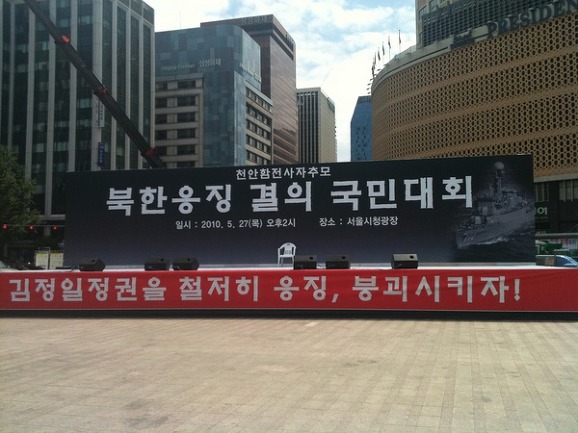 PRESIDENT
천안함전사자추모
북한응징 결의 국민대회
일시 : 2010. 5. 27(목) 오후2시 장소 : 서울시청광장
김정일정권을 철저히 응징, 붕괴시키자!